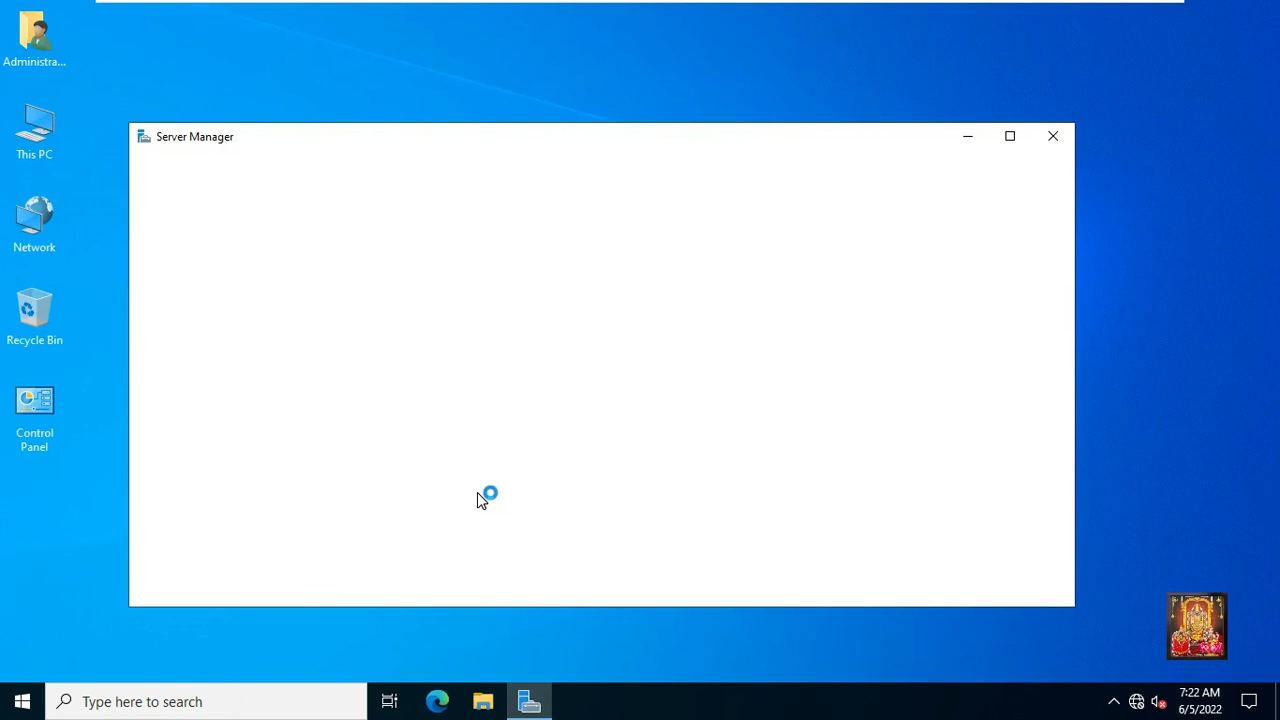 Administra...
This PC
Network
Recycle Bin
Control
Panel
Server Manager
Type here to search
7:22 AM
6/5/2022